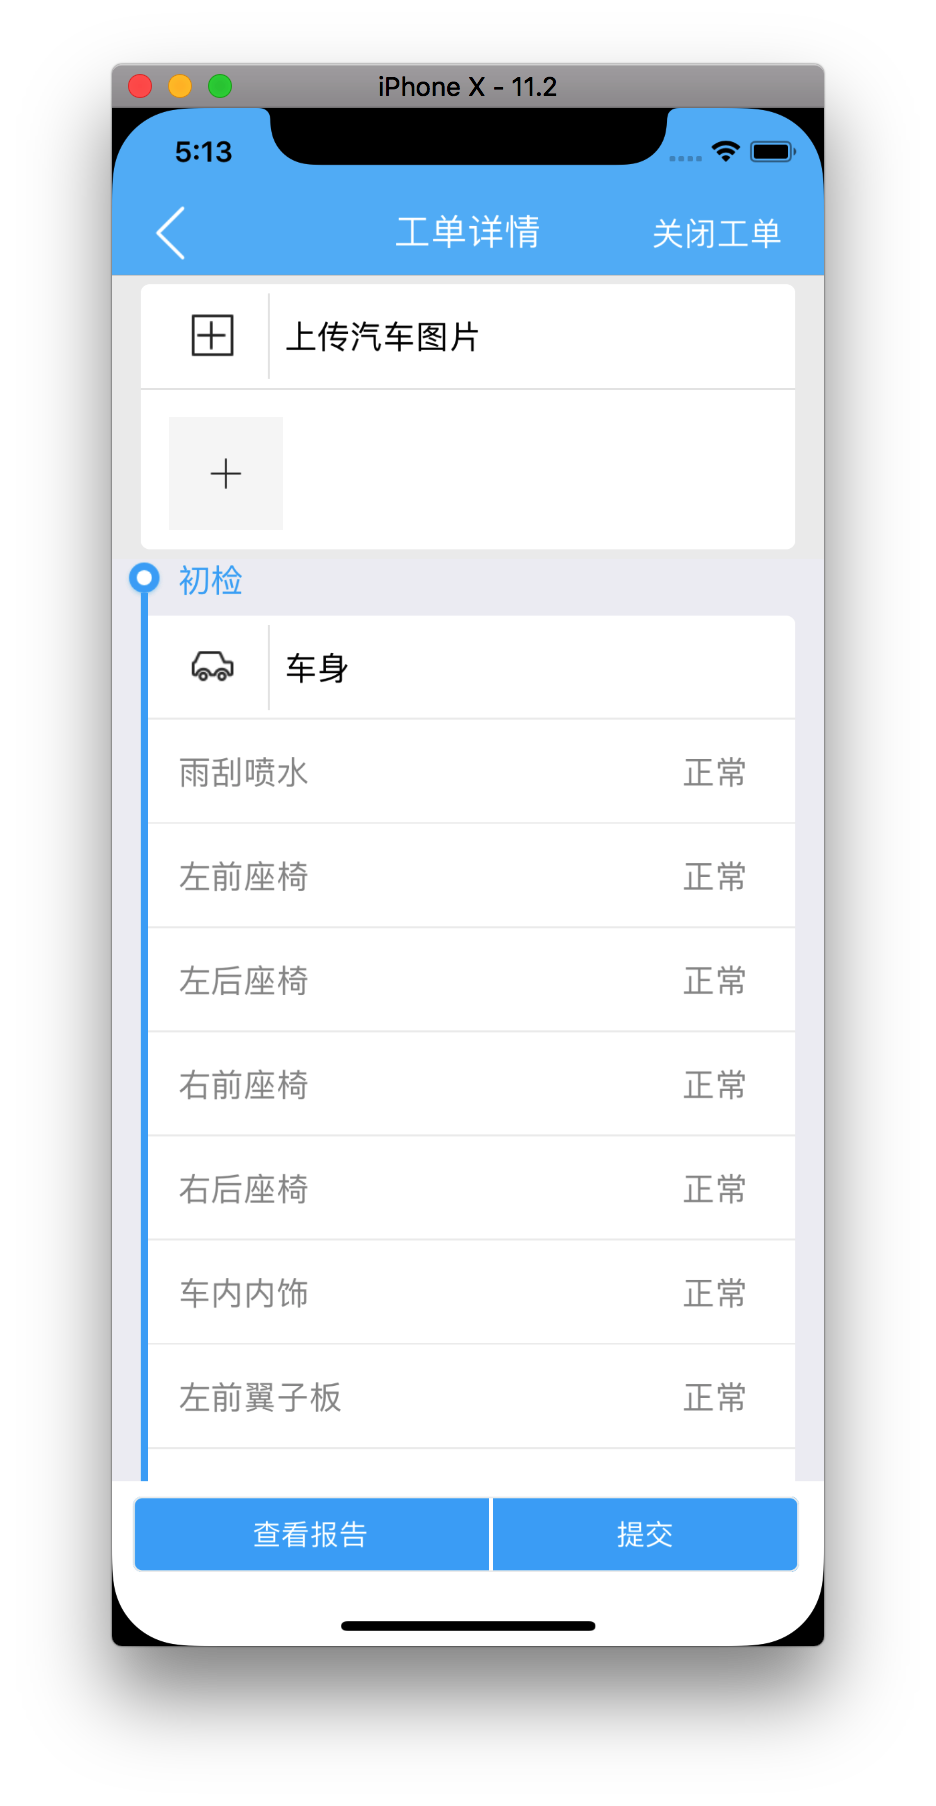 iPhone X - 11.2
5:13
工单详情 关闭工单
上传汽车图片
初检
车身
雨刮喷水 正常
左前座椅 正常
左后座椅 正常
右前座椅 正常
右后座椅 正常
车内内饰 正常
左前翼子板 正常
查看报告 提交